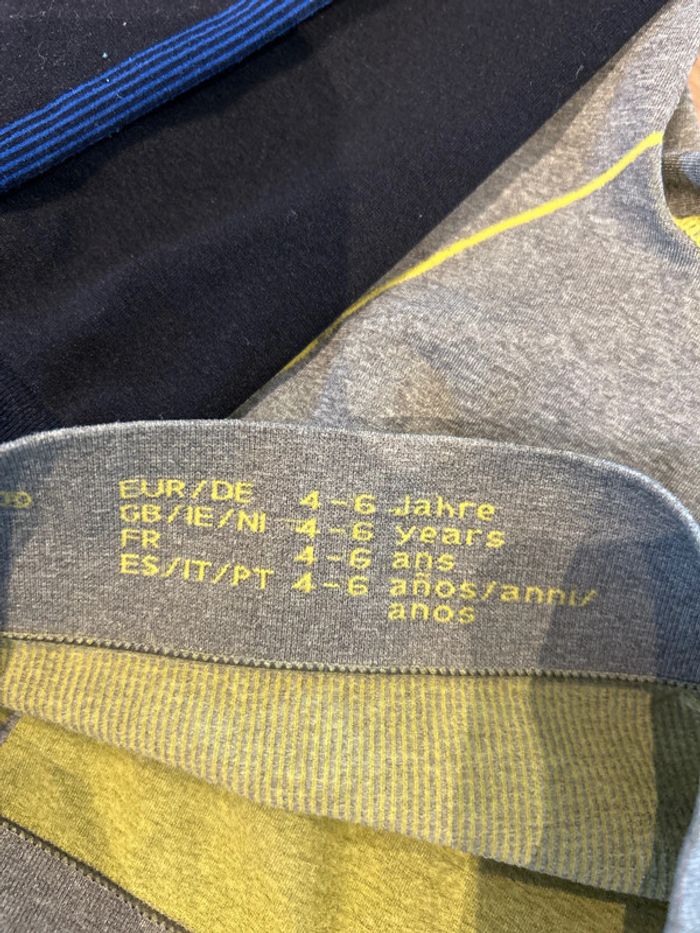 EUR/DE 4-6 Jahre
GB/IE/NI 4-6 years
FR 4-6 ans
ES/IT/PT 4-6 años/anni/
anos